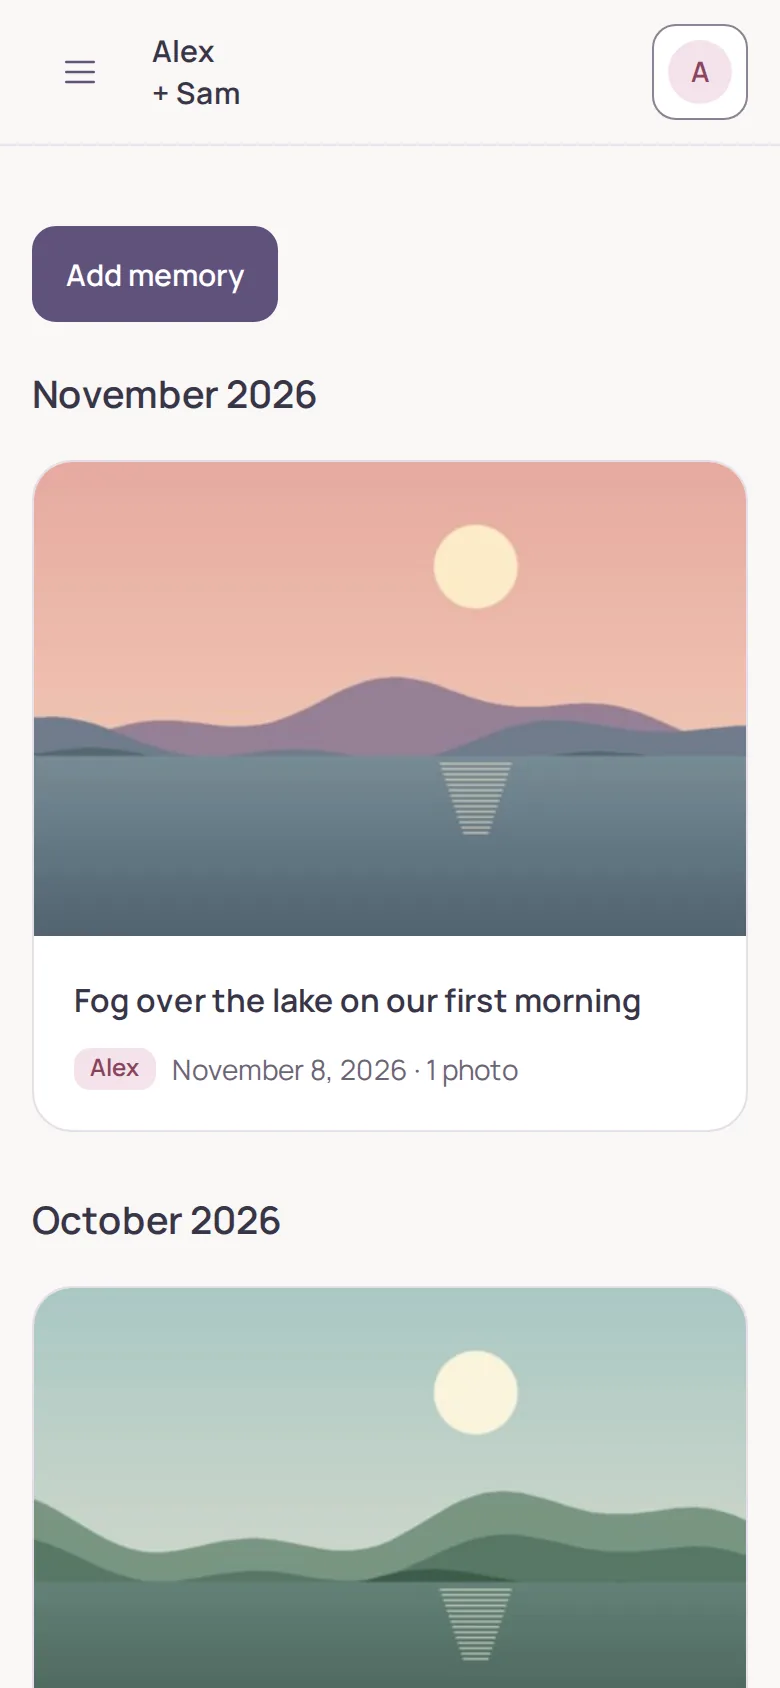 Alex
+ Sam
A
Add memory
November 2026
Fog over the lake on our first morning
Alex
November 8, 2026 · 1 photo
October 2026